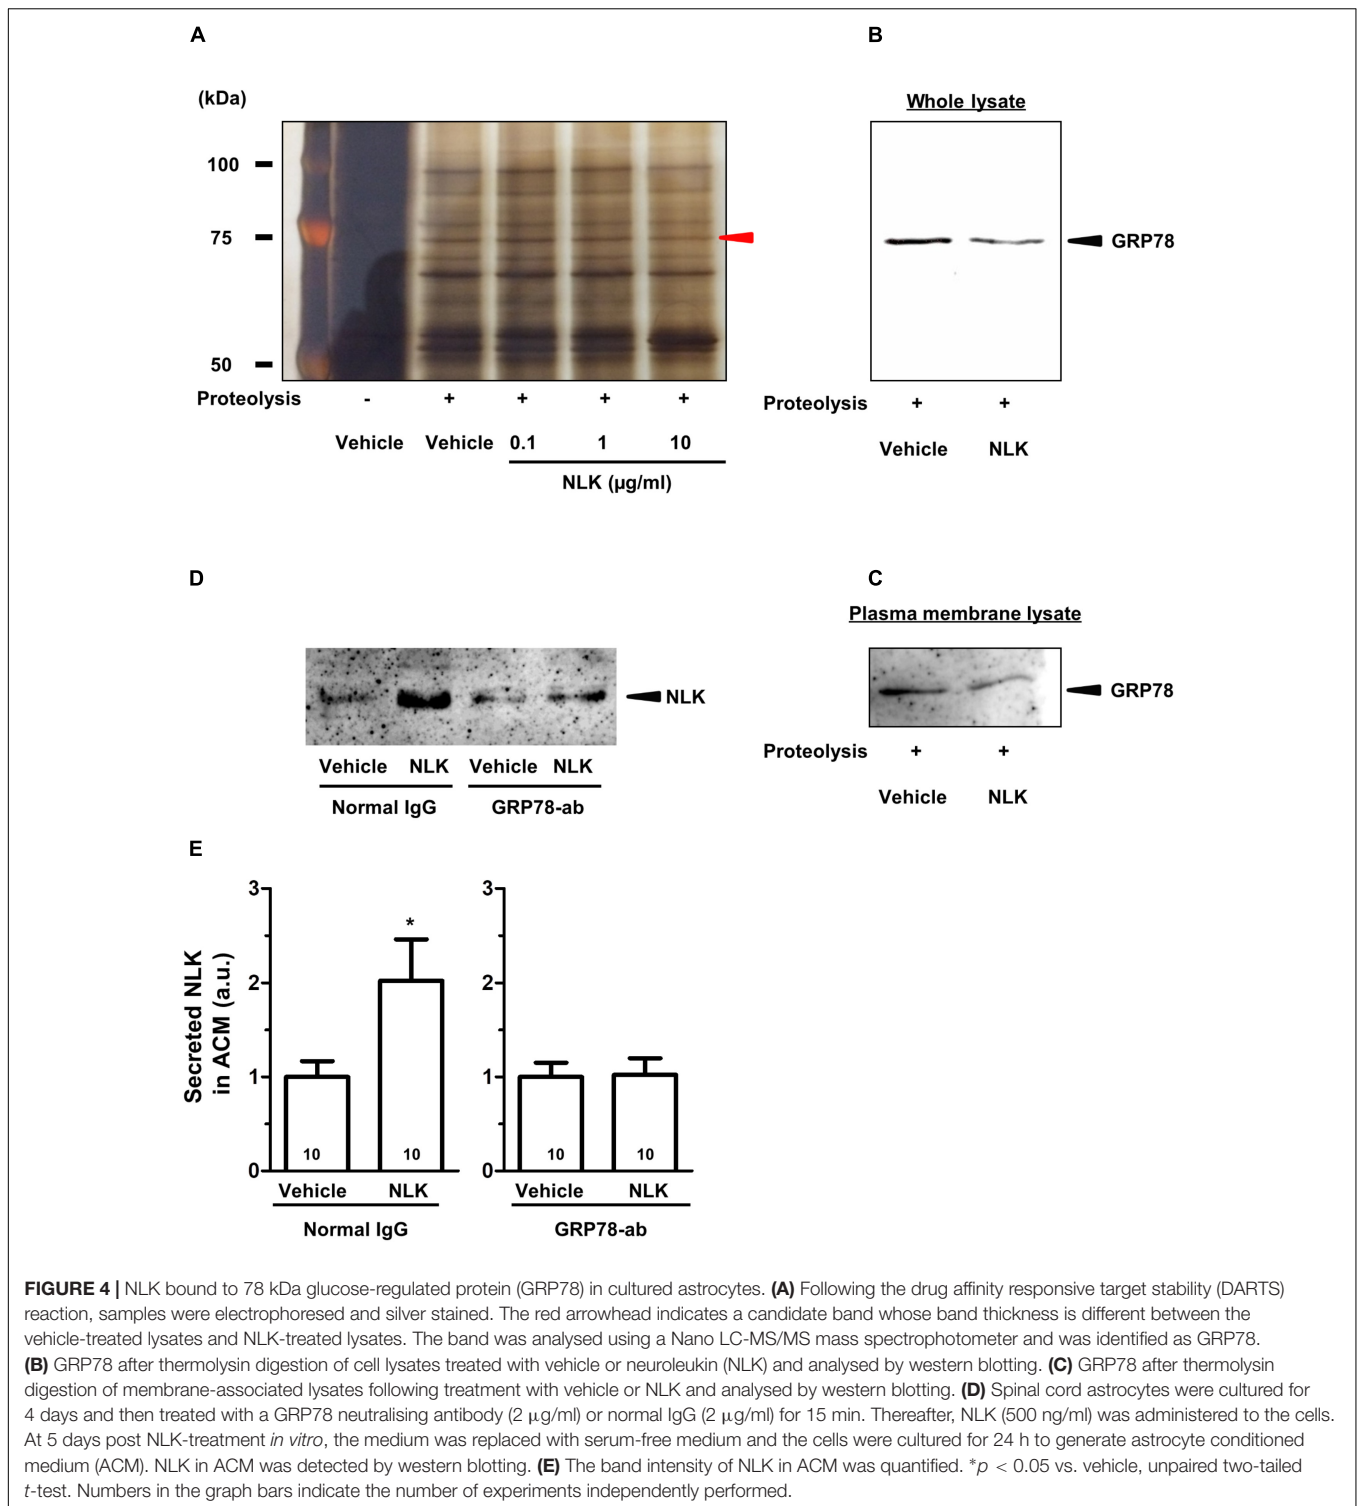 A
(kDa)
100
75
50
Proteolysis - + + + +
Vehicle Vehicle 0.1 1 10
NLK (µg/ml)
B
Whole lysate
GRP78
Proteolysis + +
Vehicle NLK
D
NLK
Vehicle NLK Vehicle NLK
Normal IgG GRP78-ab
C
Plasma membrane lysate
GRP78
Proteolysis + +
Vehicle NLK
E
Secreted NLK
in ACM (a.u.)
3 3
*
2 2
1 1
10 10 10 10
0 0
Vehicle NLK Vehicle NLK
Normal IgG GRP78-ab
FIGURE 4 | NLK bound to 78 kDa glucose-regulated protein (GRP78) in cultured astrocytes. (A) Following the drug affinity responsive target stability (DARTS)
reaction, samples were electrophoresed and silver stained. The red arrowhead indicates a candidate band whose band thickness is different between the
vehicle-treated lysates and NLK-treated lysates. The band was analysed using a Nano LC-MS/MS mass spectrophotometer and was identified as GRP78.
(B) GRP78 after thermolysin digestion of cell lysates treated with vehicle or neuroleukin (NLK) and analysed by western blotting. (C) GRP78 after thermolysin
digestion of membrane-associated lysates following treatment with vehicle or NLK and analysed by western blotting. (D) Spinal cord astrocytes were cultured for
4 days and then treated with a GRP78 neutralising antibody (2 µg/ml) or normal IgG (2 µg/ml) for 15 min. Thereafter, NLK (500 ng/ml) was administered to the cells.
At 5 days post NLK-treatment in vitro, the medium was replaced with serum-free medium and the cells were cultured for 24 h to generate astrocyte conditioned
medium (ACM). NLK in ACM was detected by western blotting. (E) The band intensity of NLK in ACM was quantified. *p < 0.05 vs. vehicle, unpaired two-tailed
t-test. Numbers in the graph bars indicate the number of experiments independently performed.